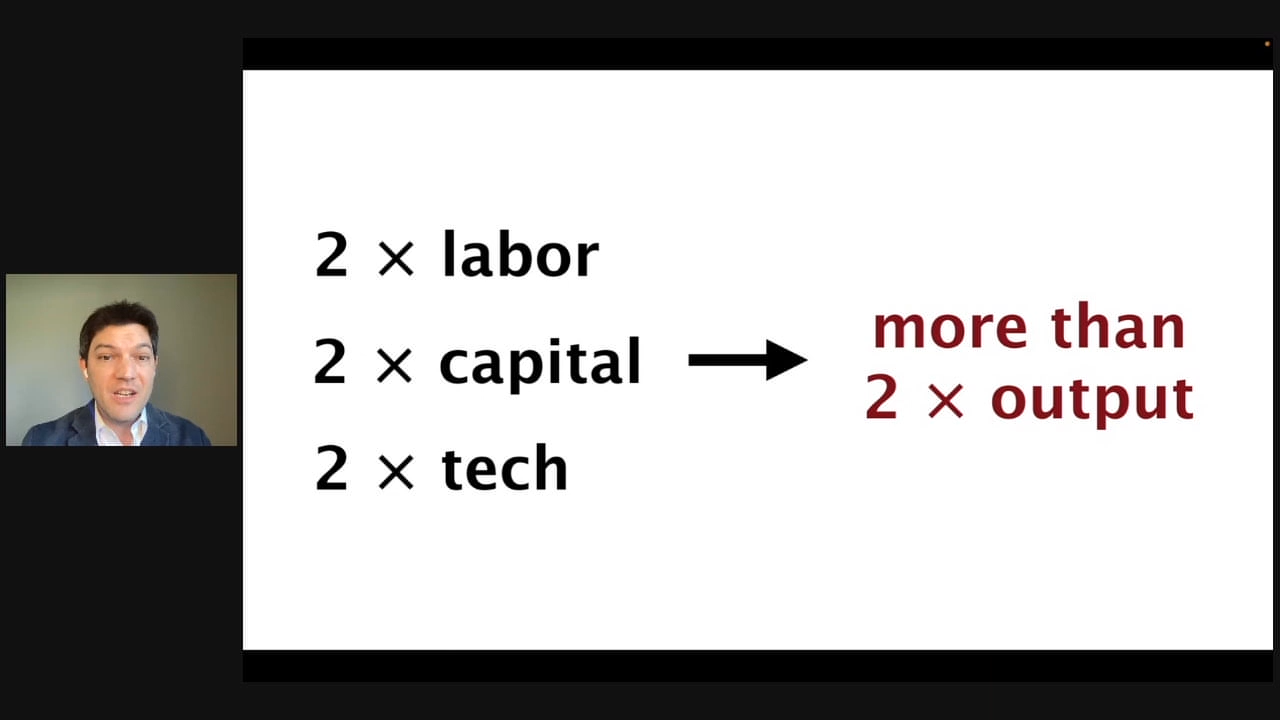 2 × labor
2 × capital
2 × tech
more than
2 × output